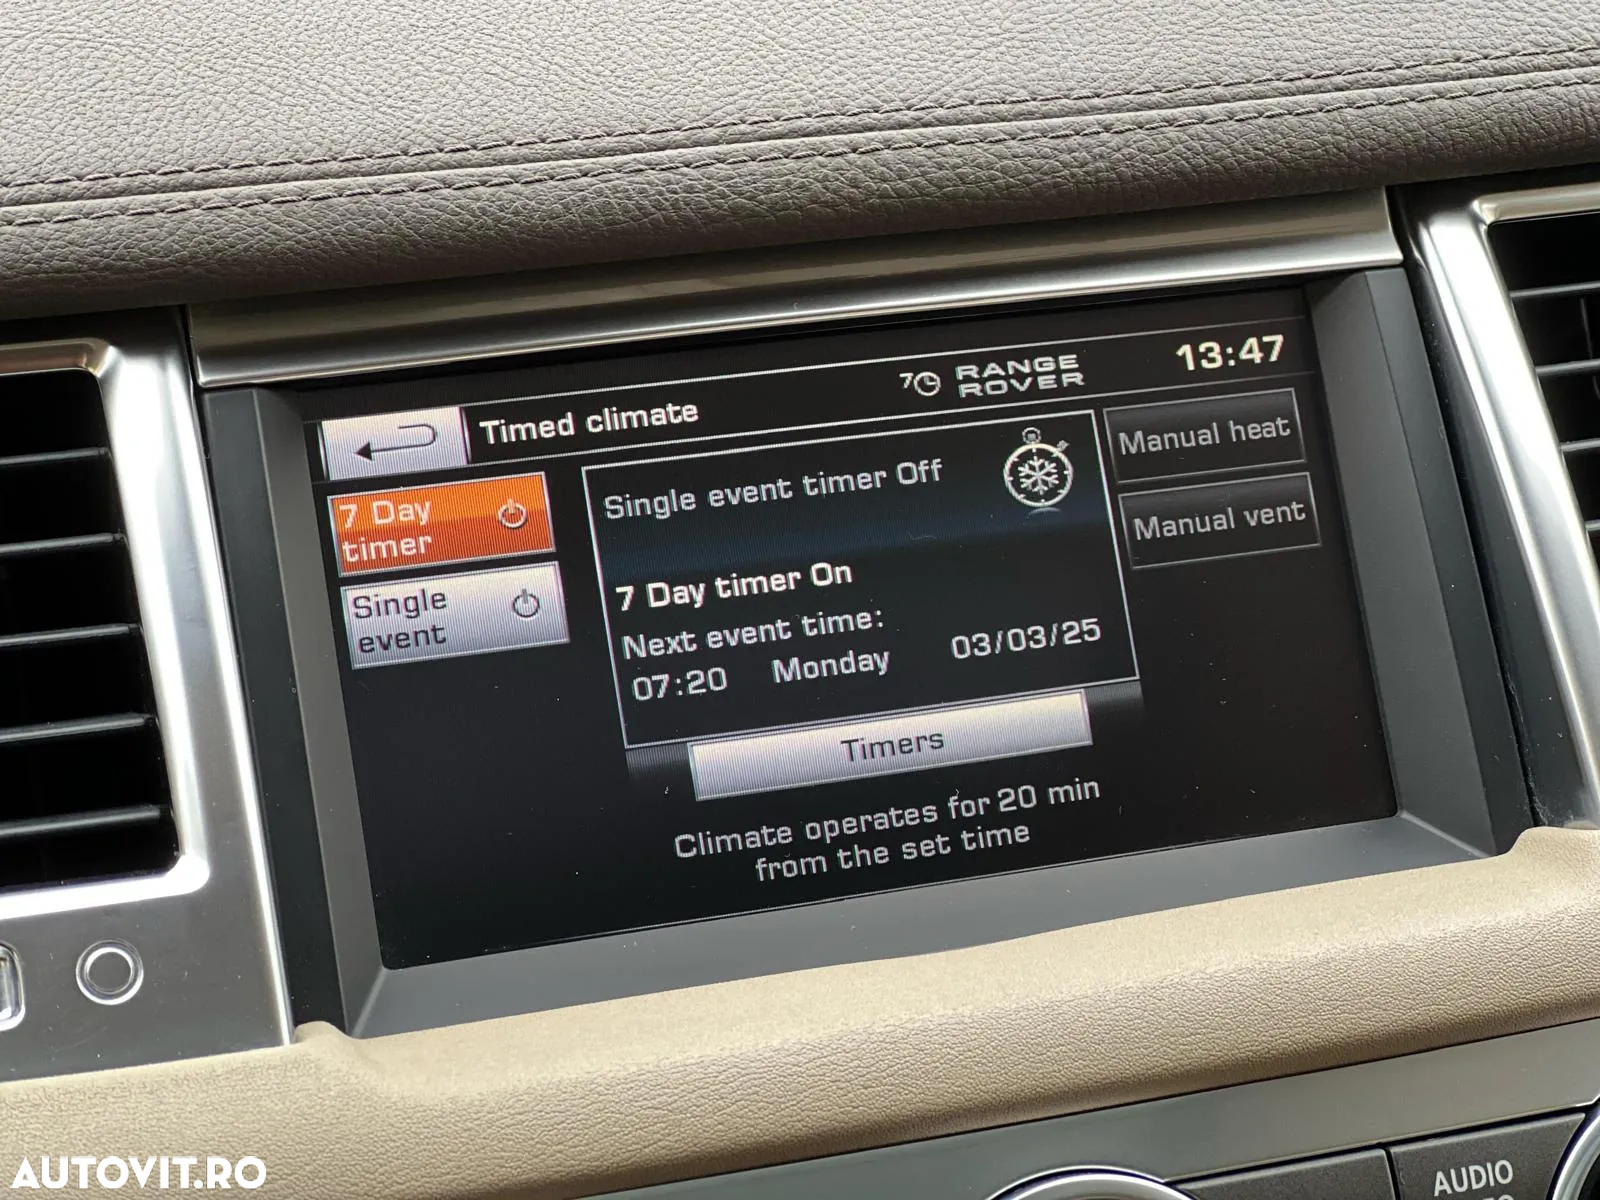 Timed climate
7
RANGE
ROVER
13:47
7 Day
timer
Single
event
Single event timer Off
7 Day timer On
Next event time:
07:20 Monday 03/03/25
Timers
Climate operates for 20 min
from the set time
Manual heat
Manual vent
AUDIO
AUTOVIT.RO